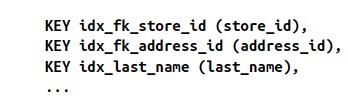 KEY idx_fk_store_id (store_id),
KEY idx_fk_address_id (address_id),
KEY idx_last_name (last_name),
...